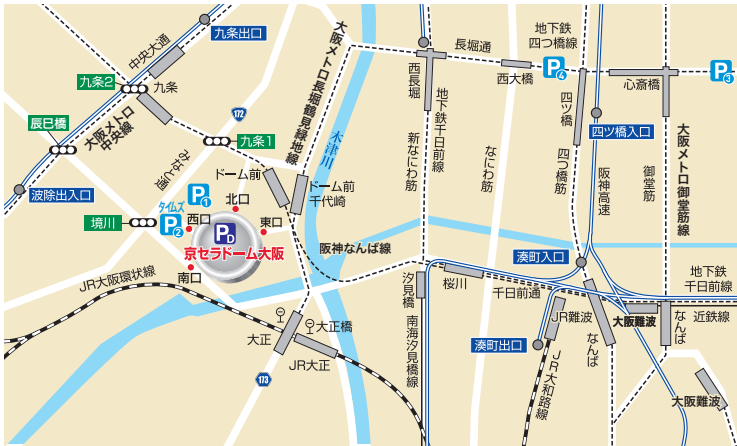 九条出口
中央大通
九条2
九条
辰巳橋
大阪メトロ
中央線
172
九条1
みなと通
波除出入口
ドーム前
タイムズ
P1
P2
境川
西口
北口
東口
南口
PD
京セラドーム大阪
JR大阪環状線
大正
大正橋
JR大正
173
大阪メトロ長堀鶴見緑地線
木津川
ドーム前
千代崎
阪神なんば線
長堀通
西長堀
地下鉄千日前線
新なにわ筋
西大橋
なにわ筋
地下鉄
四つ橋線
P4
四ツ橋
四つ橋筋
四ツ橋入口
阪神高速
心斎橋
P3
御堂筋
大阪メトロ御堂筋線
湊町入口
汐見橋
南海汐見橋線
桜川
千日前通
湊町出口
JR難波
JR大和路線
なんば
大阪難波
なんば
地下鉄
千日前線
近鉄線
大阪難波